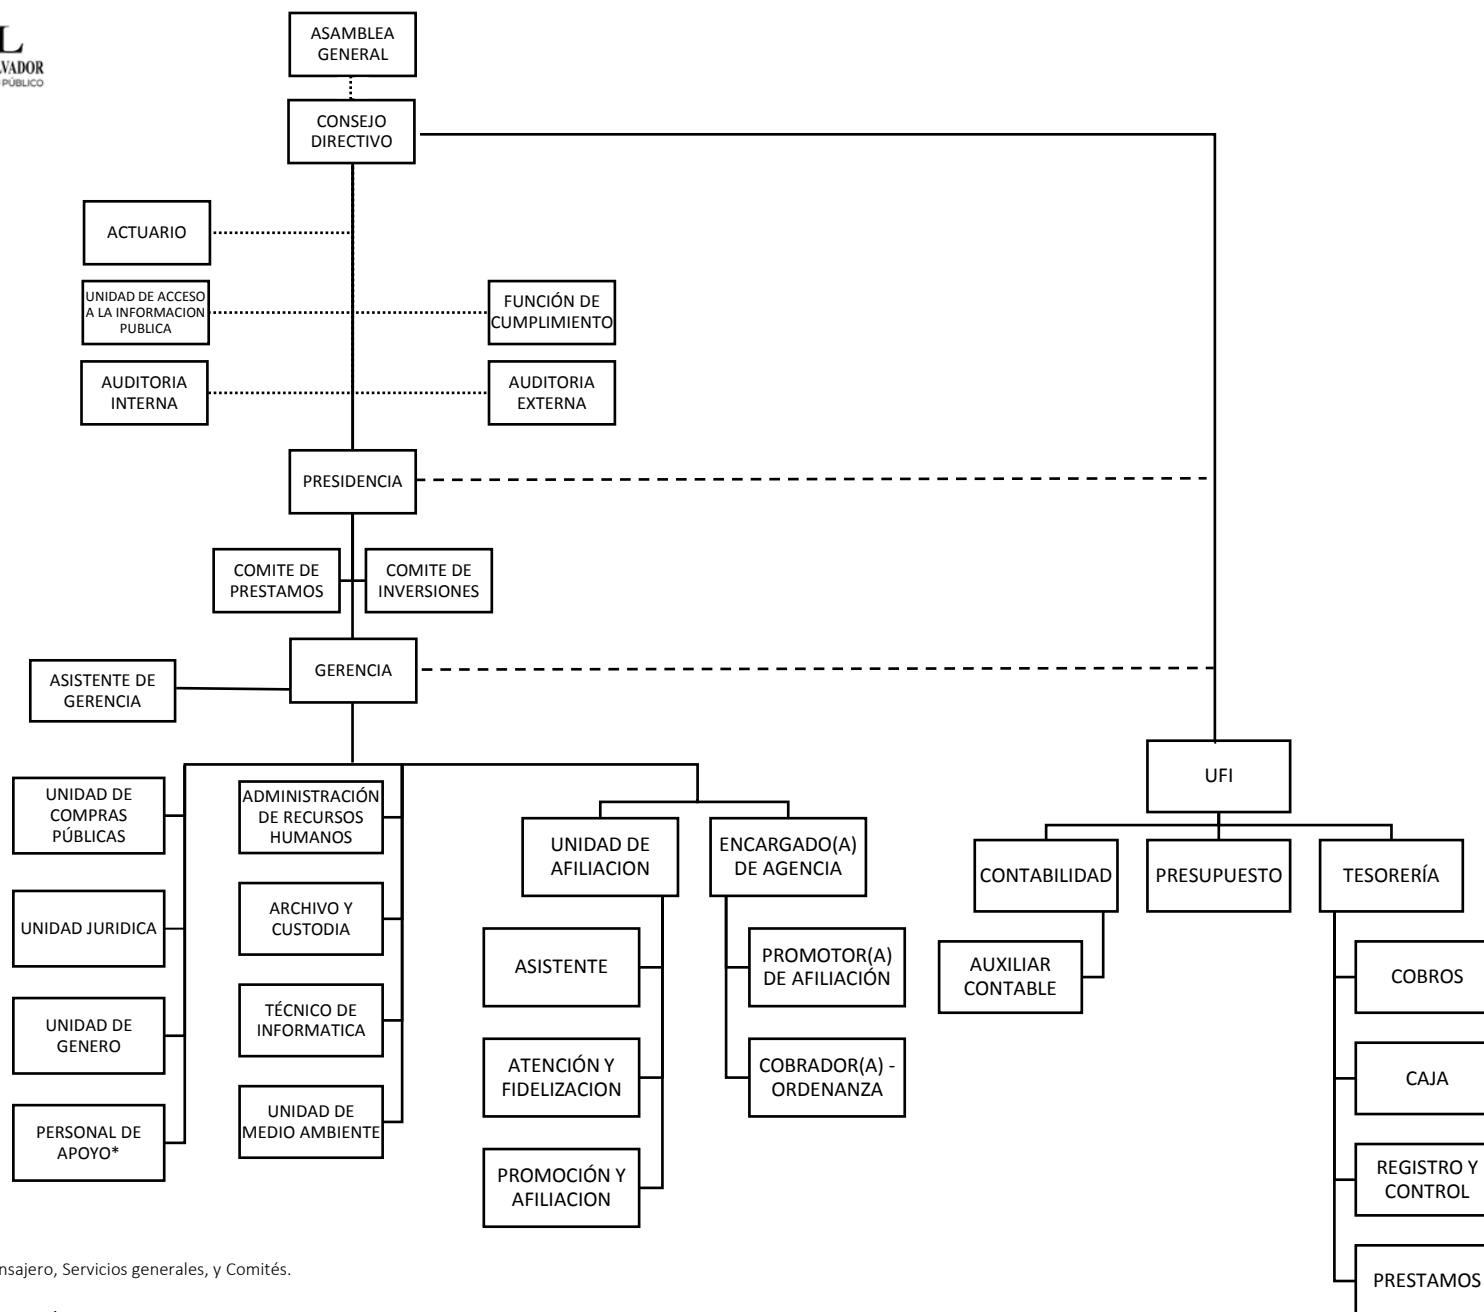 L
VADOR
PÚBLICO
ASAMBLEA
GENERAL
CONSEJO
DIRECTIVO
ACTUARIO
UNIDAD DE ACCESO
A LA INFORMACION
PUBLICA
FUNCIÓN DE
CUMPLIMIENTO
AUDITORIA
INTERNA
AUDITORIA
EXTERNA
PRESIDENCIA
COMITE DE
PRESTAMOS
COMITE DE
INVERSIONES
GERENCIA
ASISTENTE DE
GERENCIA
UFI
UNIDAD DE
COMPRAS
PÚBLICAS
UNIDAD JURIDICA
UNIDAD DE
GENERO
PERSONAL DE
APOYO*
ADMINISTRACIÓN
DE RECURSOS
HUMANOS
ARCHIVO Y
CUSTODIA
TÉCNICO DE
INFORMATICA
UNIDAD DE
MEDIO AMBIENTE
UNIDAD DE
AFILIACION
ASISTENTE
ATENCIÓN Y
FIDELIZACION
PROMOCIÓN Y
AFILIACION
ENCARGADO(A)
DE AGENCIA
PROMOTOR(A)
DE AFILIACIÓN
COBRADOR(A) -
ORDENANZA
CONTABILIDAD
AUXILIAR
CONTABLE
PRESUPUESTO
TESORERÍA
COBROS
CAJA
REGISTRO Y
CONTROL
PRESTAMOS
nsajero, Servicios generales, y Comités.